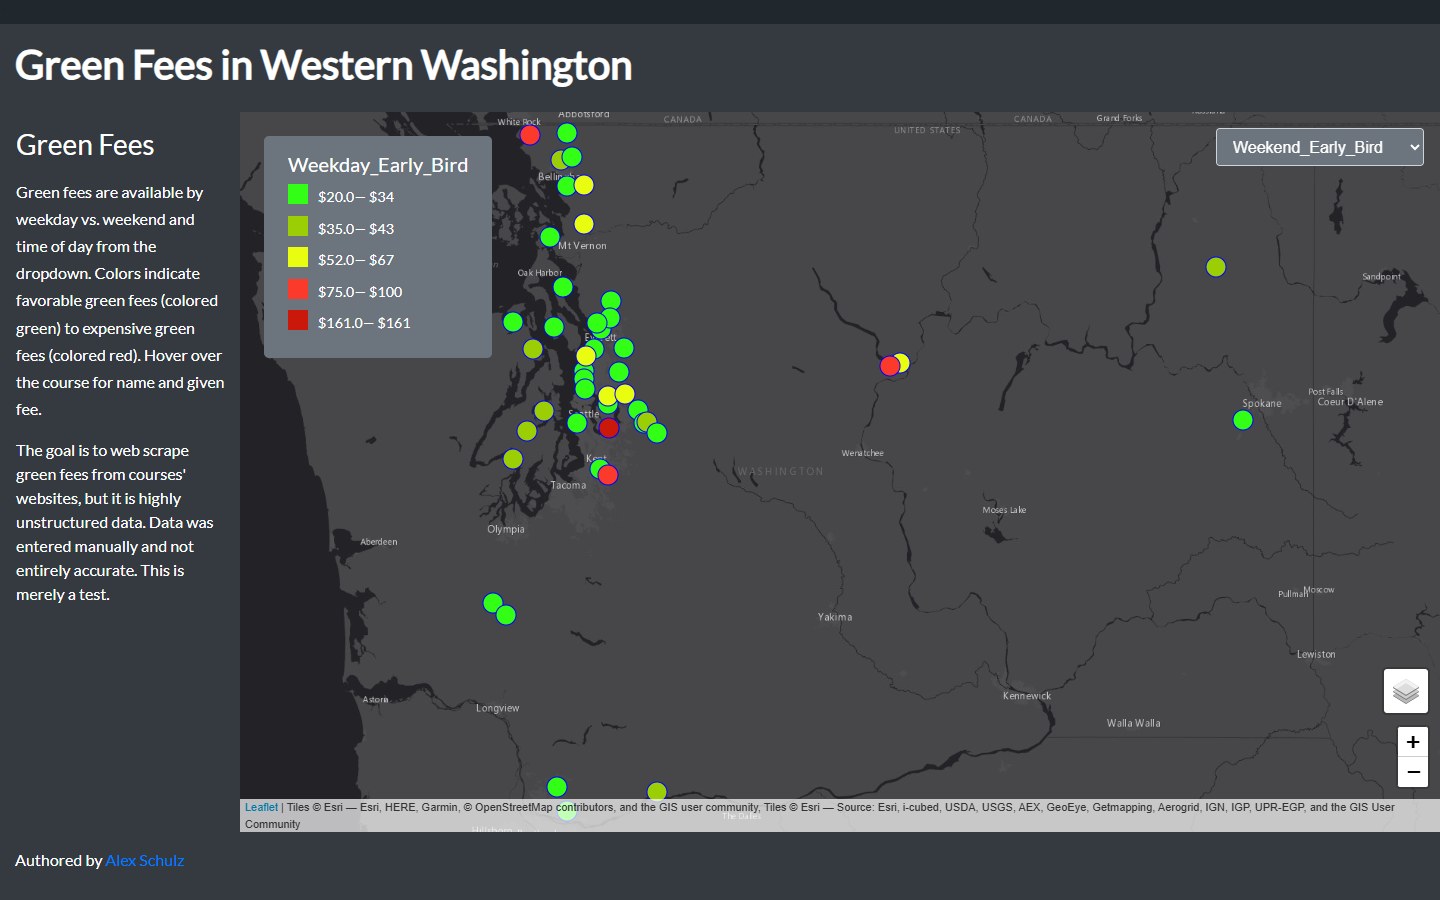 Green Fees in Western Washington
Green Fees
Green fees are available by
weekday vs. weekend and
time of day from the
dropdown. Colors indicate
favorable green fees (colored
green) to expensive green
fees (colored red). Hover over
the course for name and given
fee.
The goal is to web scrape
green fees from courses'
websites, but it is highly
unstructured data. Data was
entered manually and not
entirely accurate. This is
merely a test.
Weekday_Early_Bird
$20.0— $34
$35.0— $43
$52.0— $67
$75.0— $100
$161.0— $161
Weekend_Early_Bird
Abbotsford
White Rock
CANADA
CANADA
Grand Forks
UNITED STATES
Mt Vernon
Oak Harbor
Sandpoint
Post Falls
Coeur D'Alene
Spokane
Seattle
Wenatchee
Kent
WASHINGTON
Tacoma
Moses Lake
Olympia
Aberdeen
Pullman
Moscow
Yakima
Lewiston
Astoria
Longview
Kennewick
Walla Walla
The Dalles
Hillsboro
+
−
Leaflet | Tiles © Esri — Esri, HERE, Garmin, © OpenStreetMap contributors, and the GIS user community, Tiles © Esri — Source: Esri, i-cubed, USDA, USGS, AEX, GeoEye, Getmapping, Aerogrid, IGN, IGP, UPR-EGP, and the GIS User
Community
Authored by Alex Schulz